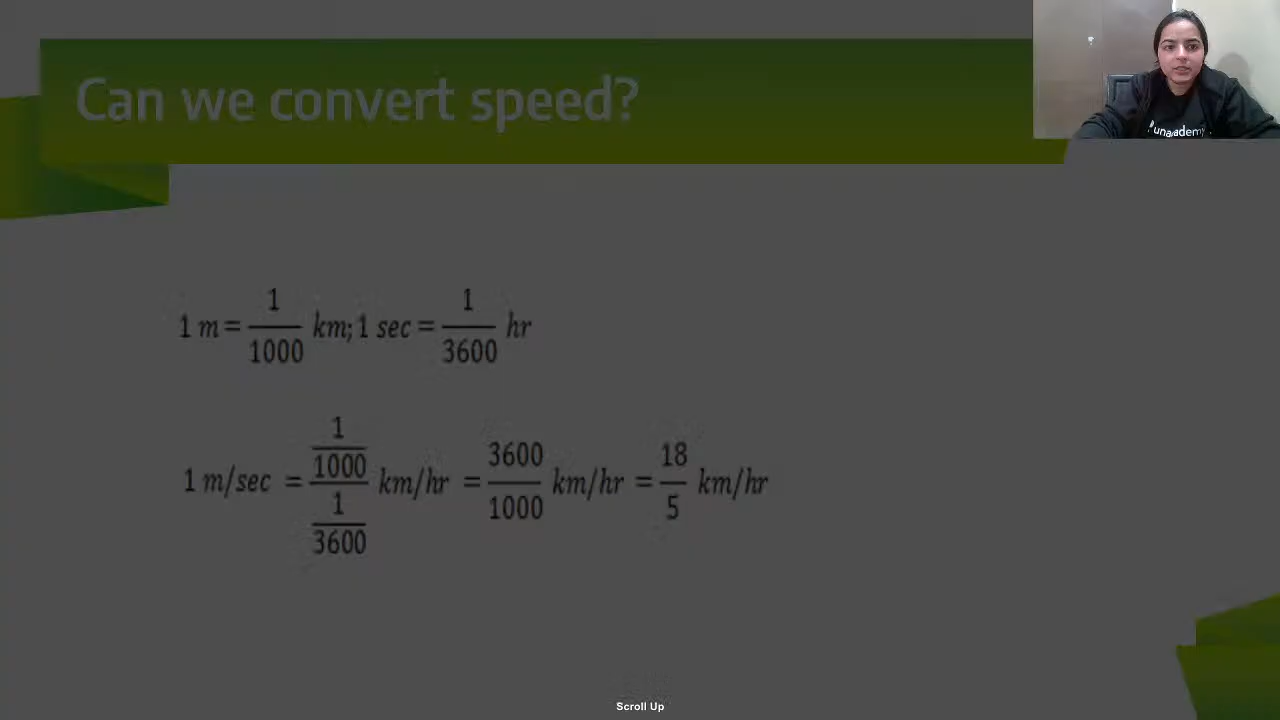 Can we convert speed?
unacademy
1 m = 1/1000 km; 1 sec = 1/3600 hr
1 m/sec = (1/1000)/(1/3600) km/hr = 3600/1000 km/hr = 18/5 km/hr
Scroll Up